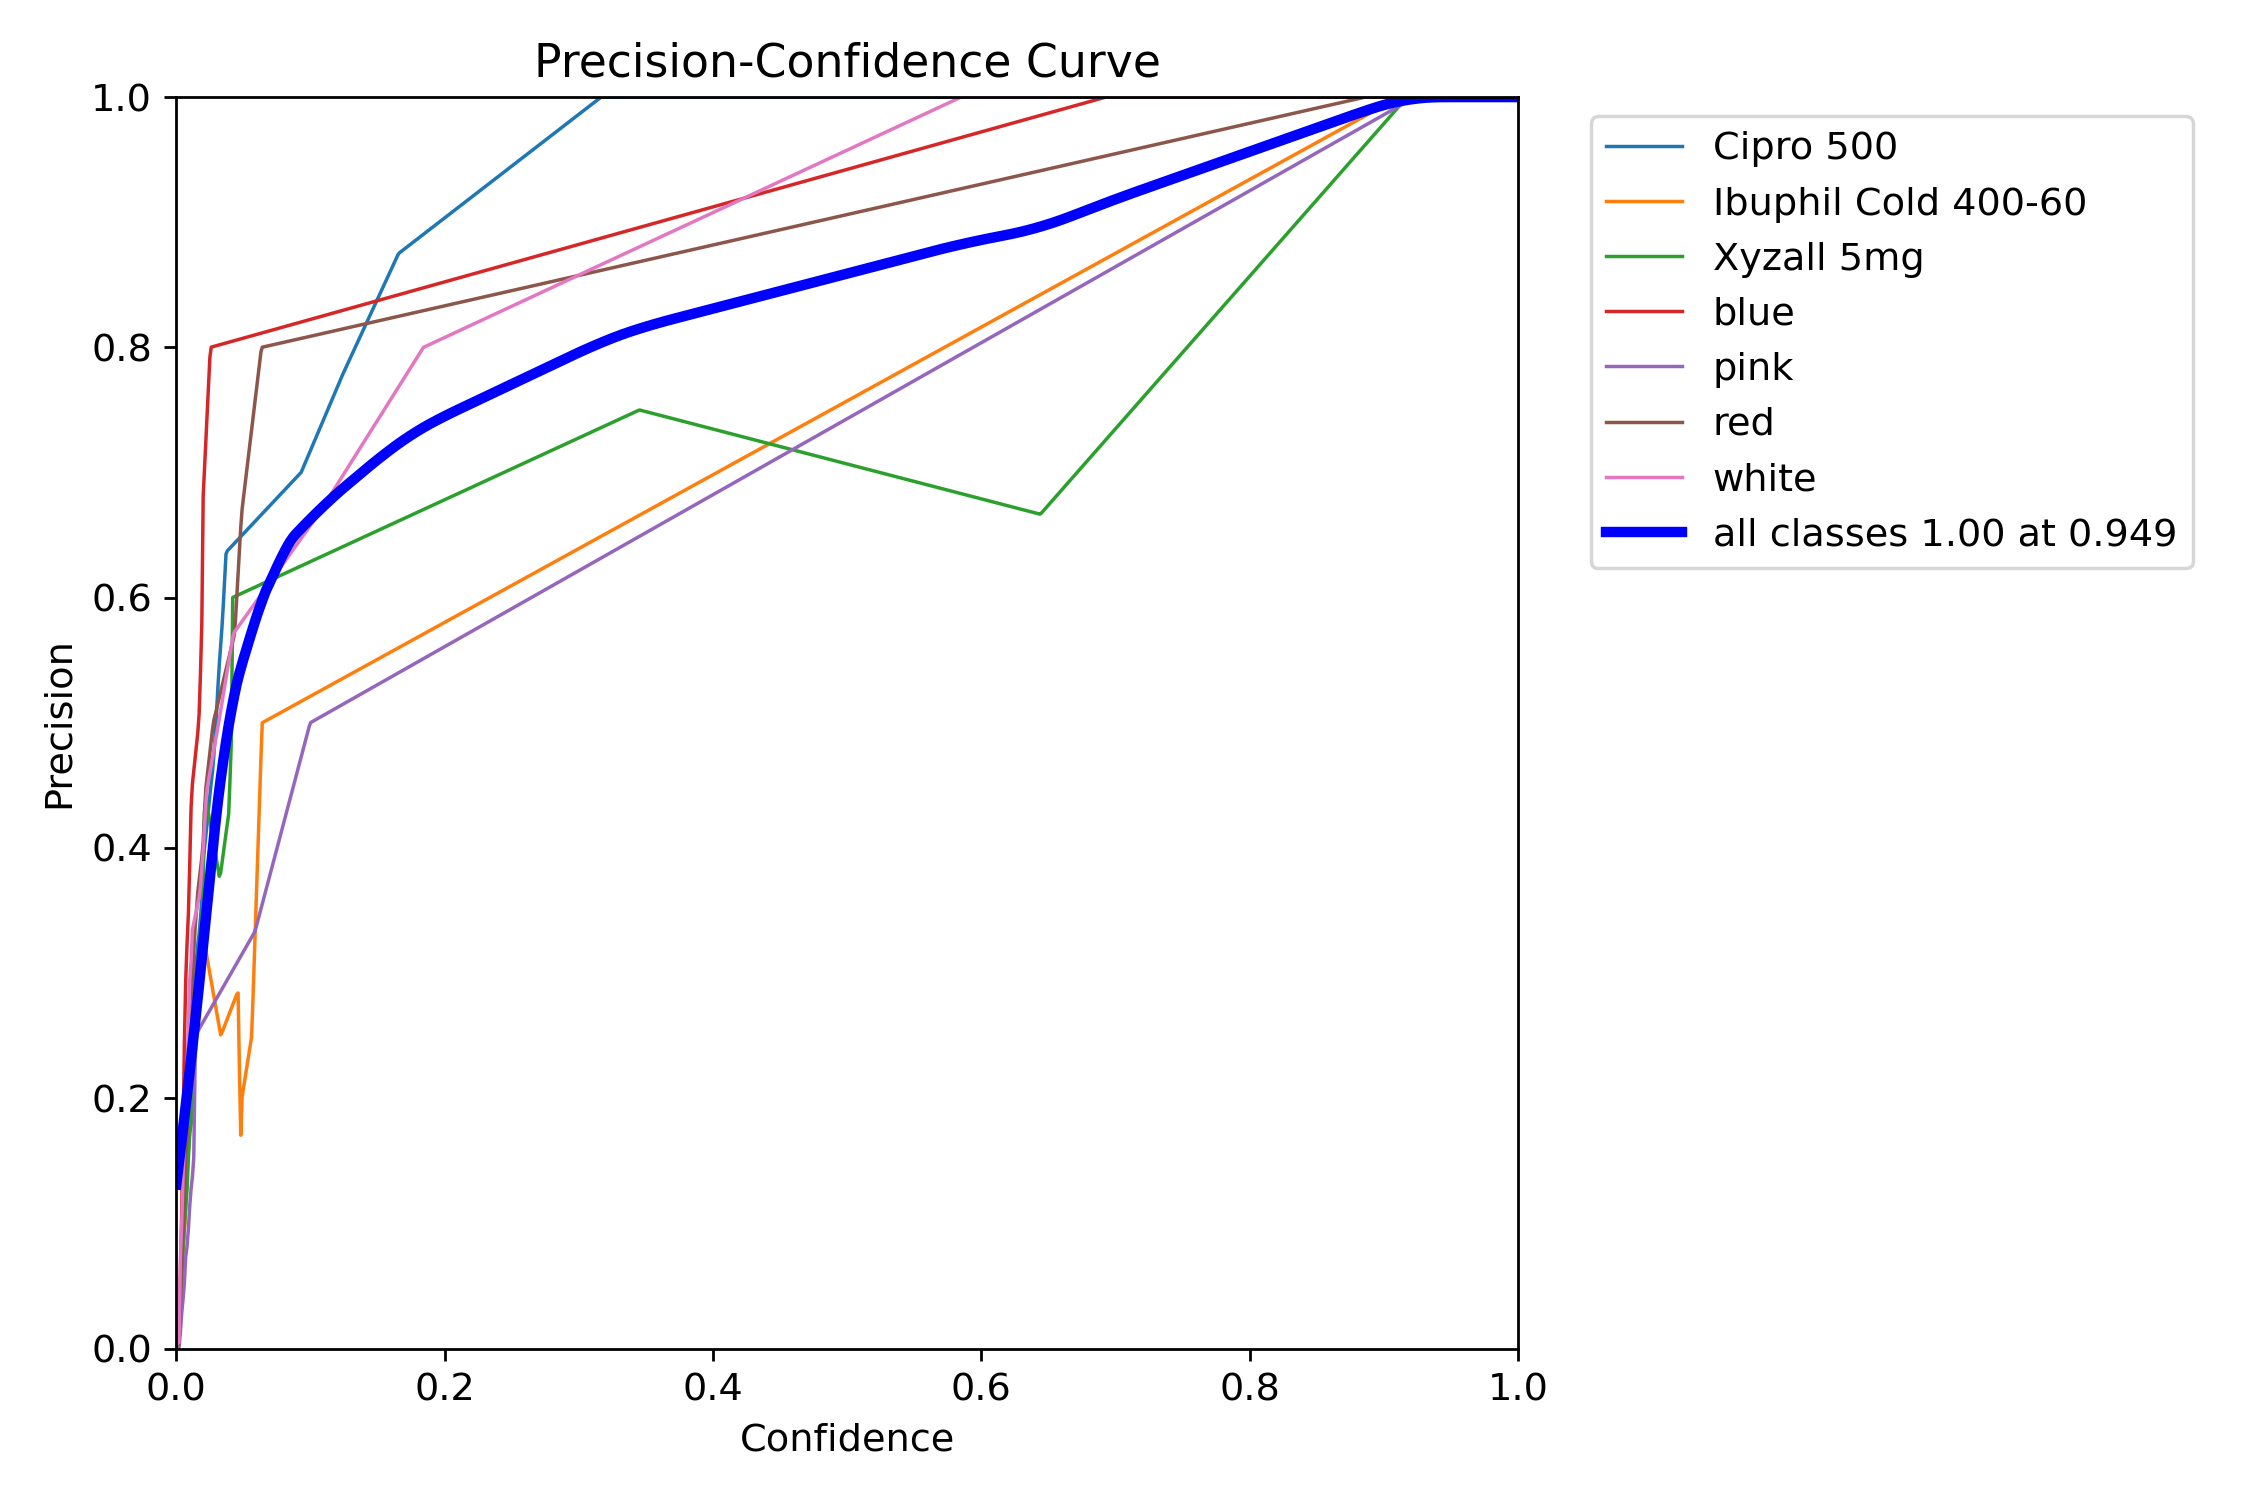 Precision-Confidence Curve
1.0
0.8
0.6
0.4
0.2
0.0
Precision
0.0 0.2 0.4 0.6 0.8 1.0
Confidence
Cipro 500
Ibuphil Cold 400-60
Xyzall 5mg
blue
pink
red
white
all classes 1.00 at 0.949